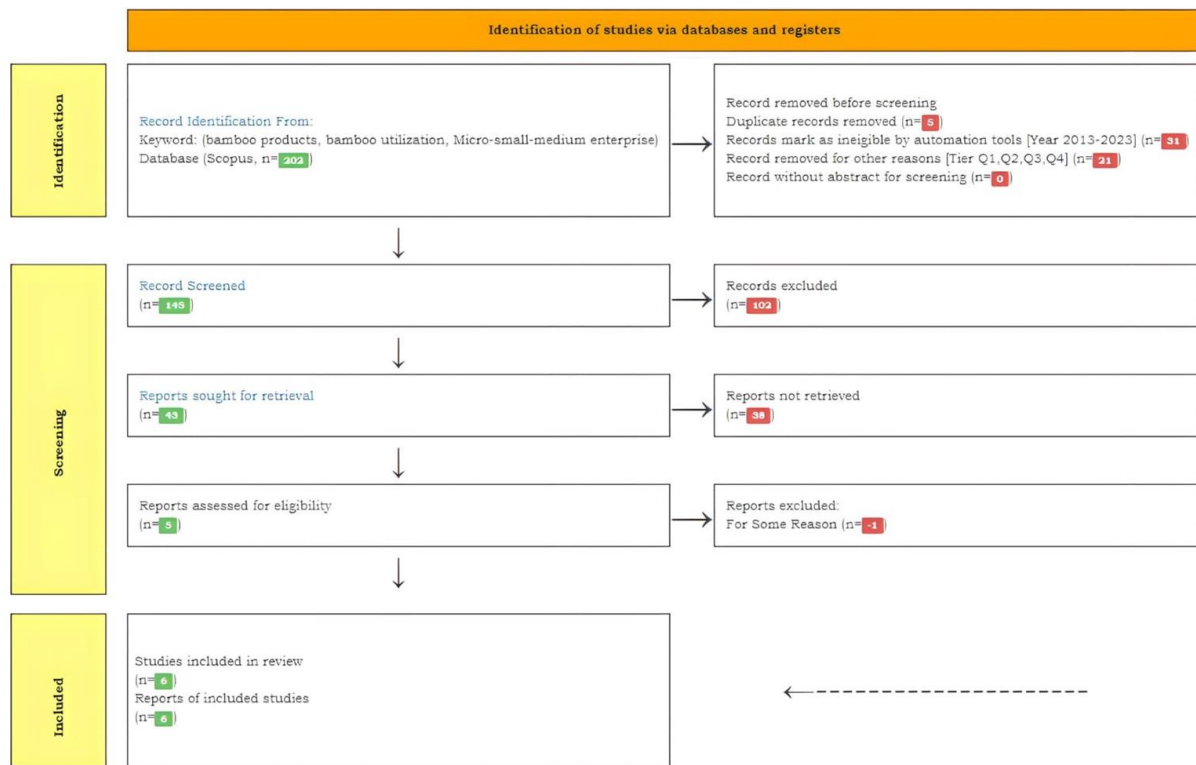 Identification of studies via databases and registers
Identification
Record Identification From:
Keyword: (bamboo products, bamboo utilization, Micro-small-medium enterprise)
Database (Scopus, n=202)
Record removed before screening
Duplicate records removed (n=5)
Records mark as ineigible by automation tools [Year 2013-2023] (n=31)
Record removed for other reasons [Tier Q1,Q2,Q3,Q4] (n=21)
Record without abstract for screening (n=0)
Screening
Record Screened
(n=145)
Records excluded
(n=102)
Reports sought for retrieval
(n=43)
Reports not retrieved
(n=38)
Reports assessed for eligibility
(n=5)
Reports excluded:
For Some Reason (n=-1)
Included
Studies included in review
(n=6)
Reports of included studies
(n=6)